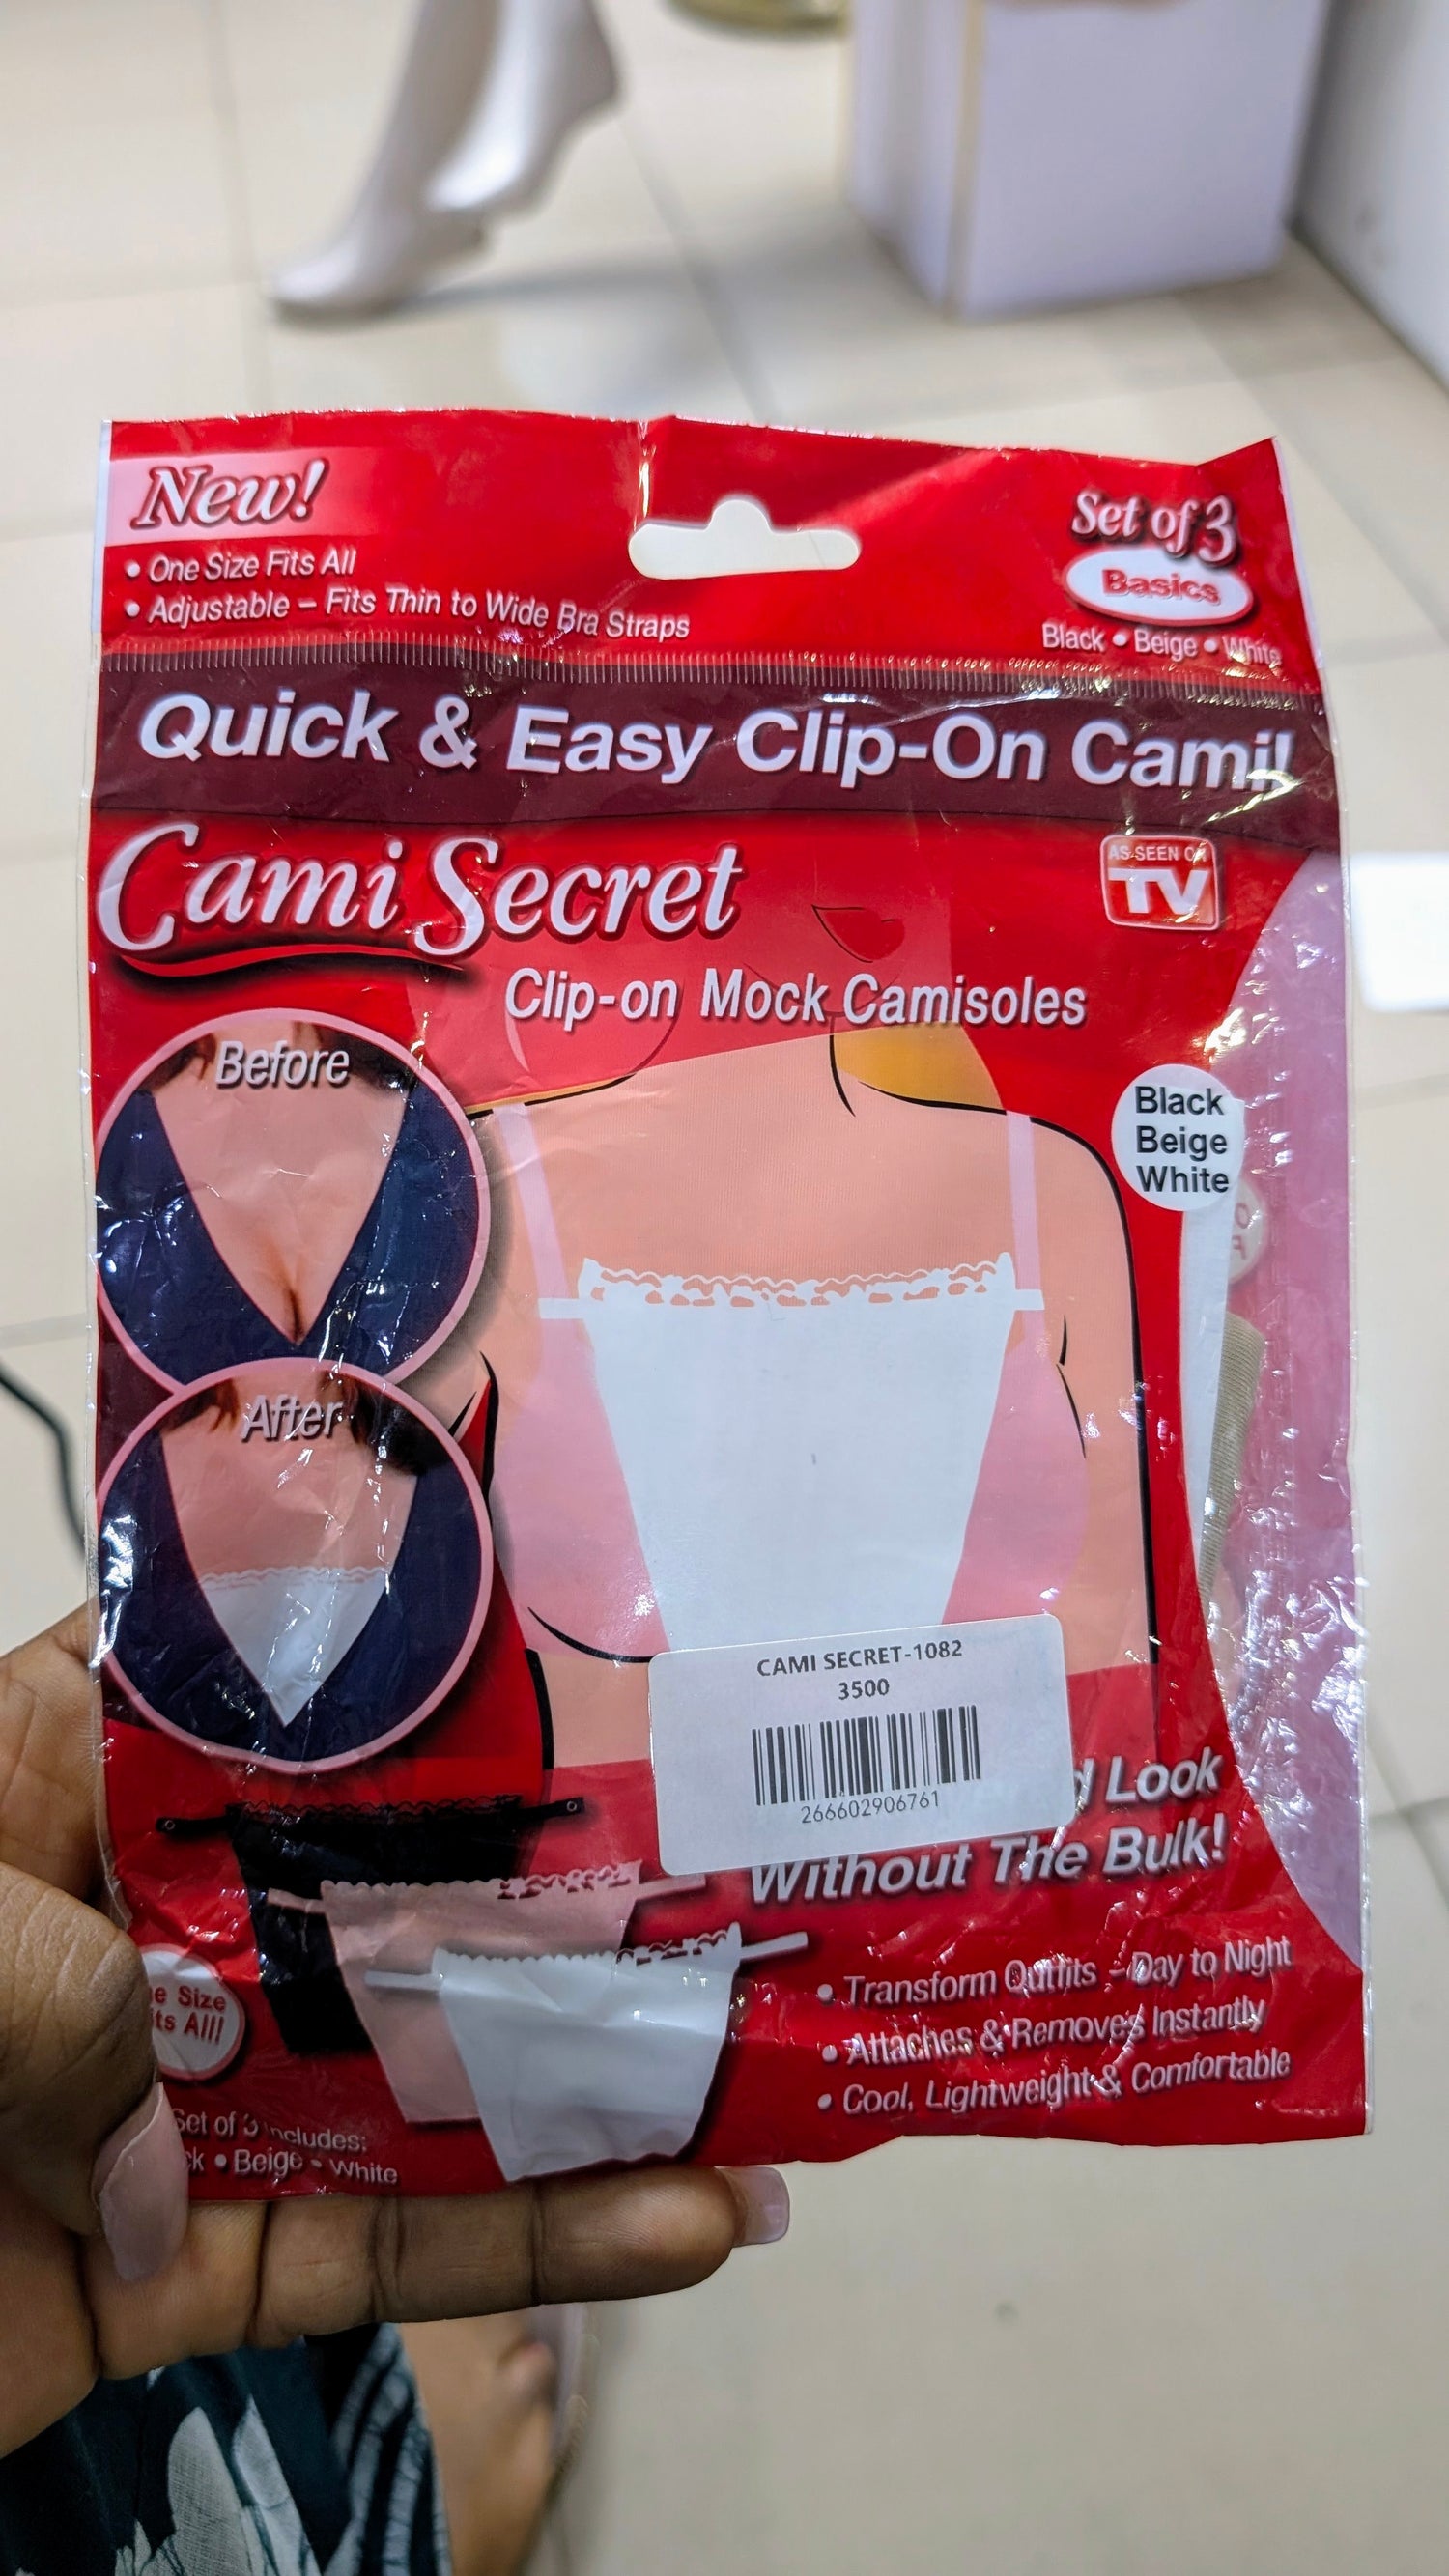 New!
• One Size Fits All
• Adjustable – Fits Thin to Wide Bra Straps
Set of 3
Basics
Black • Beige • White
Quick & Easy Clip-On Cami!
Cami Secret
AS SEEN
TV
Clip-on Mock Camisoles
Before
Black
Beige
White
After
CAMI SECRET-1082
3500
266602906761
Look
Without The Bulk!
• Transform Outfits – Day to Night
• Attaches & Removes Instantly
• Cool, Lightweight & Comfortable
Size
All!
Set of 3 Includes:
• Beige • White